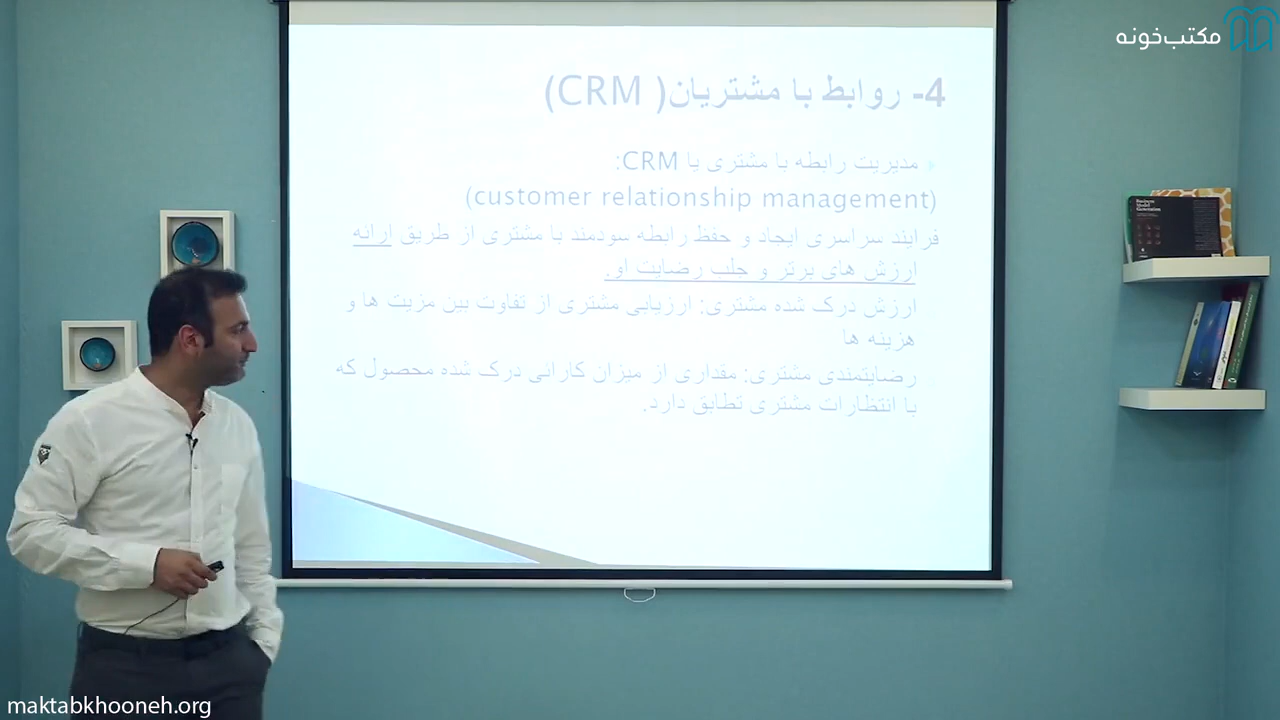 مکتب‌خونه
4- روابط با مشتریان( CRM)
مدیریت رابطه با مشتری یا CRM:
(customer relationship management)
فرایند سراسری ایجاد و حفظ رابطه سودمند با مشتری از طریق ارائه
ارزش های برتر و جلب رضایت او.
ارزش درک شده مشتری: ارزیابی مشتری از تفاوت بین مزیت ها و
هزینه ها
رضایتمندی مشتری: مقداری از میزان کارائی درک شده محصول که
با انتظارات مشتری تطابق دارد.
Business
Model
Generation
maktabkhooneh.org